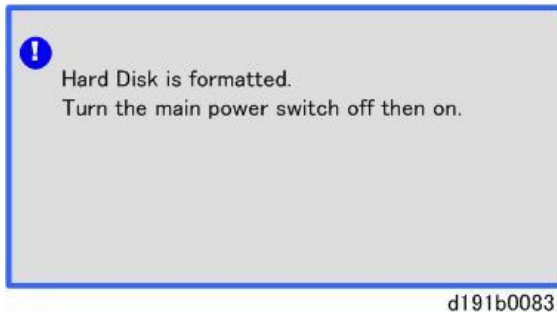 !
Hard Disk is formatted.
Turn the main power switch off then on.
d191b0083